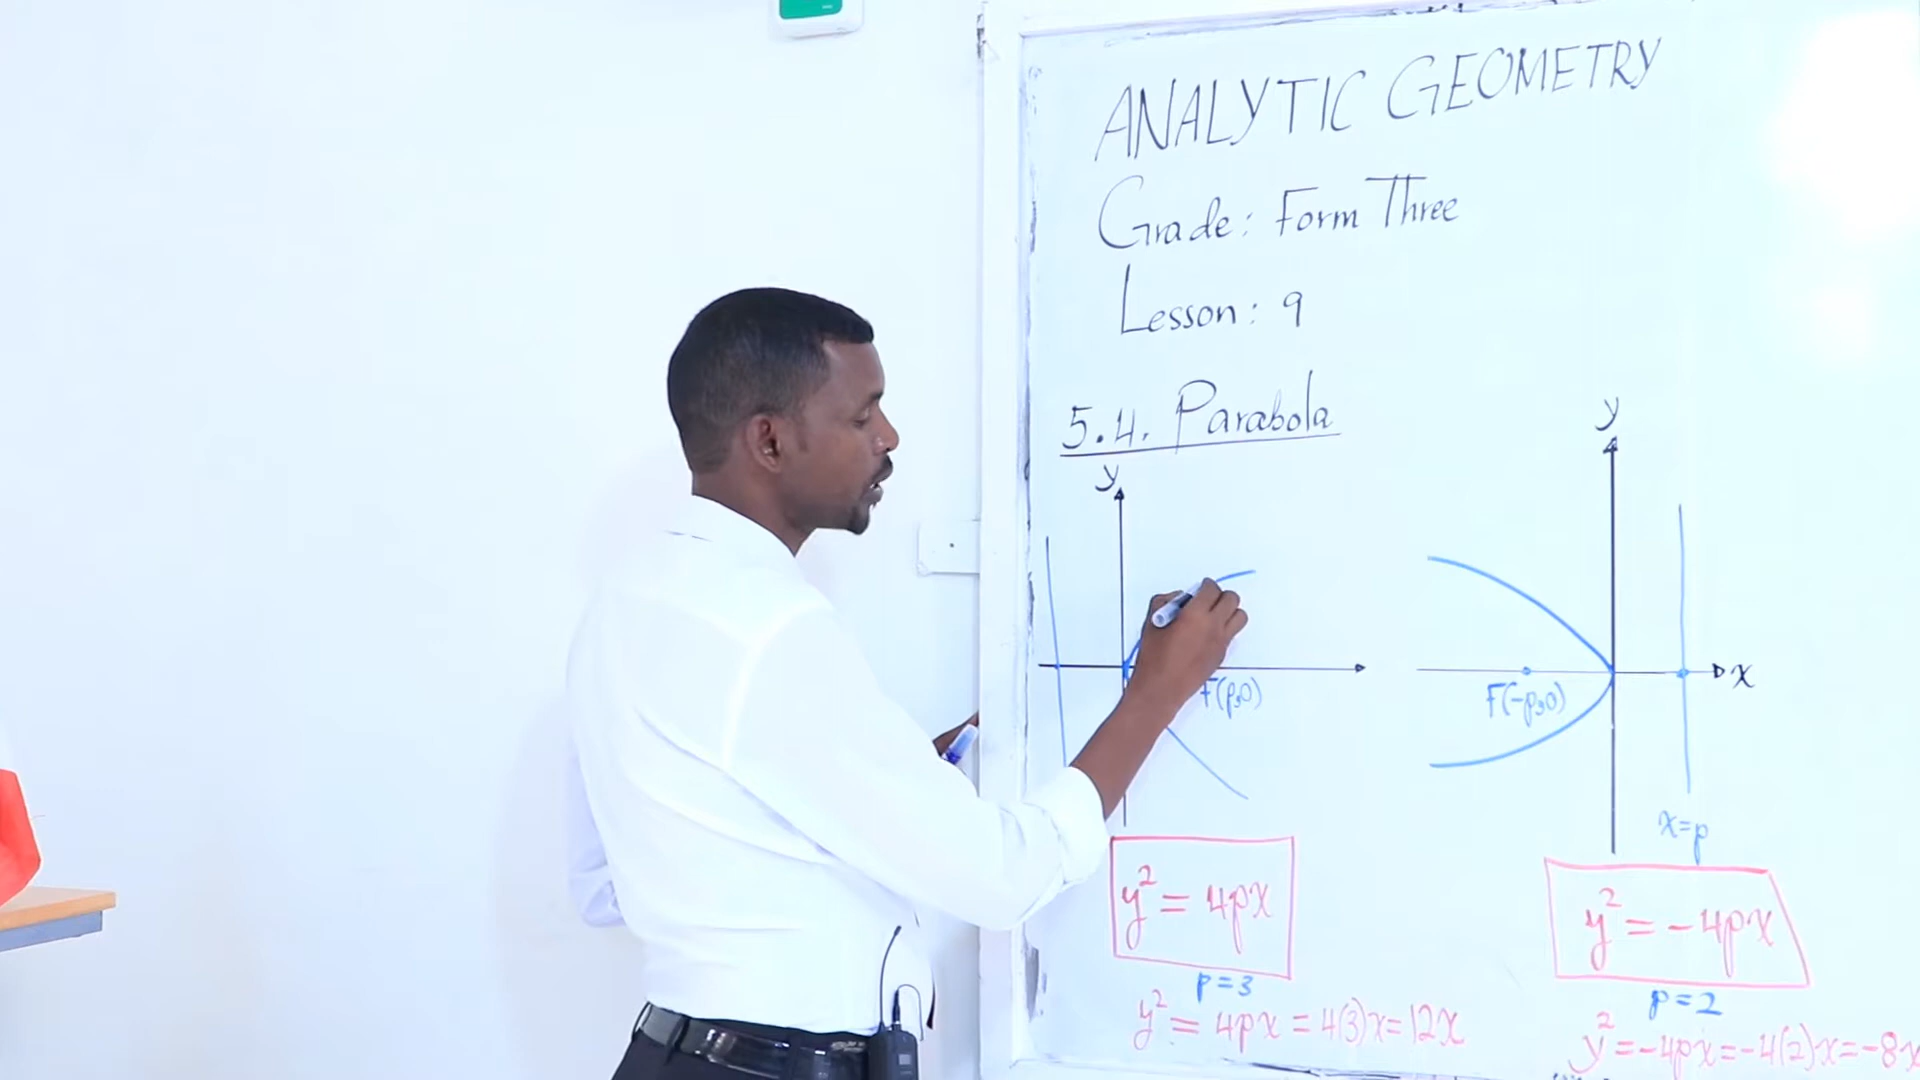 ANALYTIC GEOMETRY
Grade: Form Three
Lesson: 9
5.4. Parabola
y
F(p,0)
y² = 4px
p=3
y² = 4px = 4(3)x=12x
y
x
F(-p,0)
x=p
y² = -4px
p=2
y²=-4px=-4(2)x=-8x